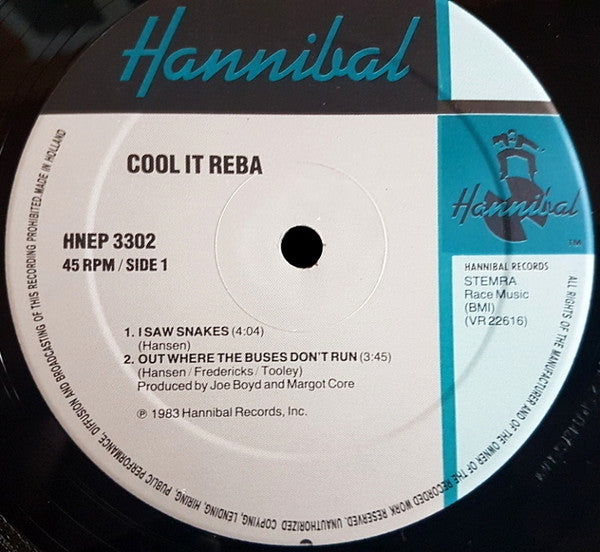 Hannibal
COOL IT REBA
HNEP 3302
45 RPM / SIDE 1
Hannibal
TM
HANNIBAL RECORDS
STEMRA
Race Music
(BMI)
(VR 22616)
1. I SAW SNAKES (4:04)
(Hansen)
2. OUT WHERE THE BUSES DON'T RUN (3:45)
(Hansen / Fredericks / Tooley)
Produced by Joe Boyd and Margot Core
℗ 1983 Hannibal Records, Inc.
ALL RIGHTS OF THE MANUFACTURER AND OF THE OWNER OF THE RECORDED WORK RESERVED. UNAUTHORIZED COPYING, LENDING, HIRING, PUBLIC PERFORMANCE, DIFFUSION AND BROADCASTING OF THIS RECORDING PROHIBITED. MADE IN HOLLAND